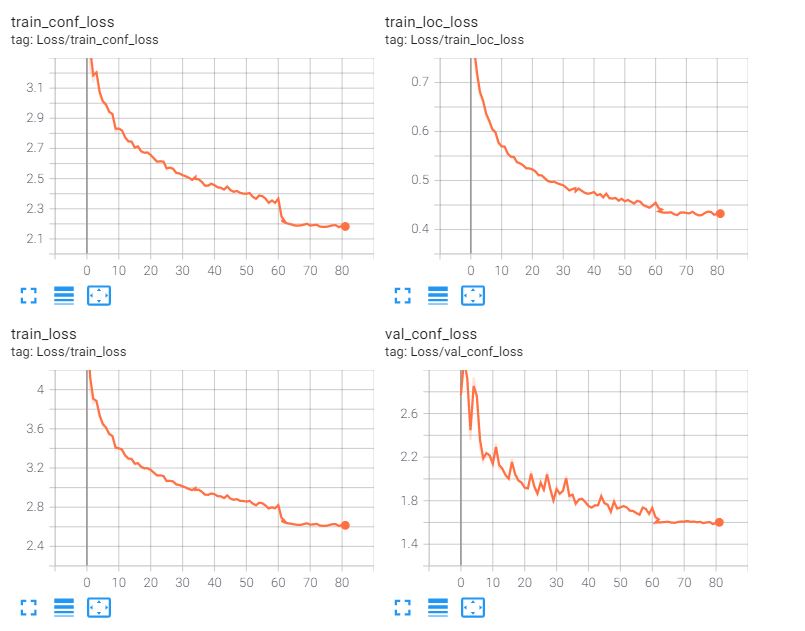 train_conf_loss
tag: Loss/train_conf_loss
3.1
2.9
2.7
2.5
2.3
2.1
0 10 20 30 40 50 60 70 80
train_loc_loss
tag: Loss/train_loc_loss
0.7
0.6
0.5
0.4
0 10 20 30 40 50 60 70 80
train_loss
tag: Loss/train_loss
4
3.6
3.2
2.8
2.4
0 10 20 30 40 50 60 70 80
val_conf_loss
tag: Loss/val_conf_loss
2.6
2.2
1.8
1.4
0 10 20 30 40 50 60 70 80